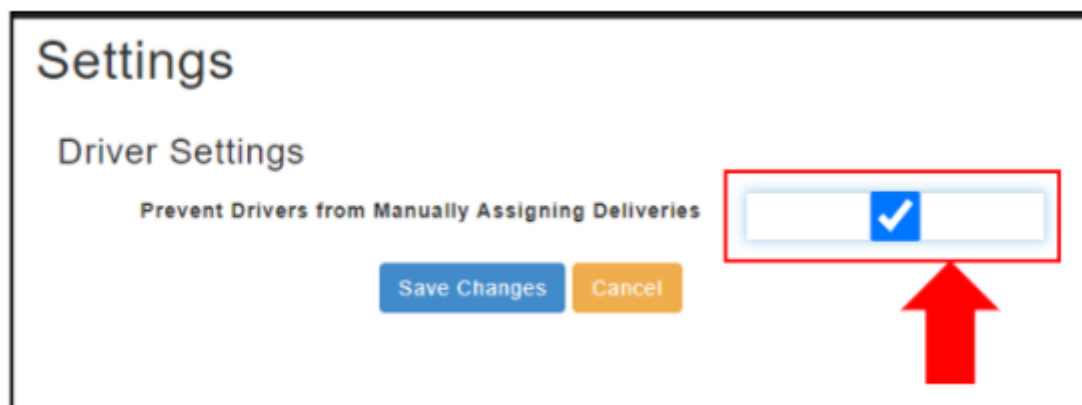 Settings
Driver Settings
Prevent Drivers from Manually Assigning Deliveries
Save Changes Cancel